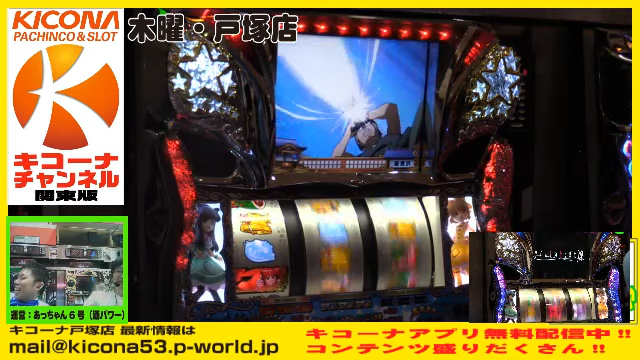 KICONA
PACHINCO&SLOT
木曜・戸塚店
キコーナ
チャンネル
関東版
運営：あっちゃん6号（酒パワー）
キコーナ戸塚店 最新情報は
mail@kicona53.p-world.jp
キコーナアプリ無料配信中!!
コンテンツ盛りだくさん!!